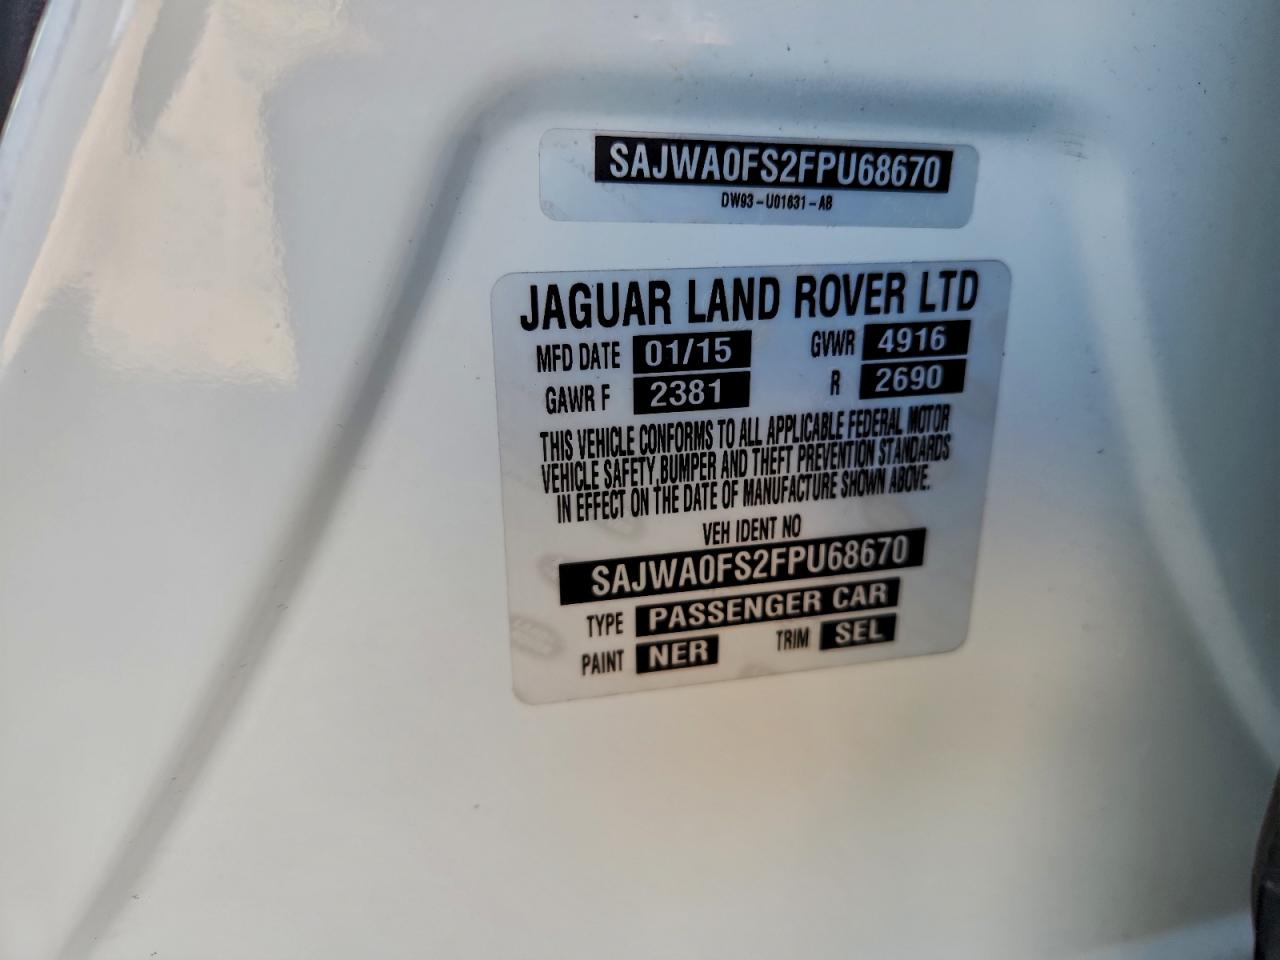 SAJWA0FS2FPU68670
DW93-U01631-AB
JAGUAR LAND ROVER LTD
MFD DATE 01/15 GVWR 4916
GAWR F 2381 R 2690
THIS VEHICLE CONFORMS TO ALL APPLICABLE FEDERAL MOTOR
VEHICLE SAFETY,BUMPER AND THEFT PREVENTION STANDARDS
IN EFFECT ON THE DATE OF MANUFACTURE SHOWN ABOVE.
VEH IDENT NO
SAJWA0FS2FPU68670
TYPE PASSENGER CAR
PAINT NER TRIM SEL